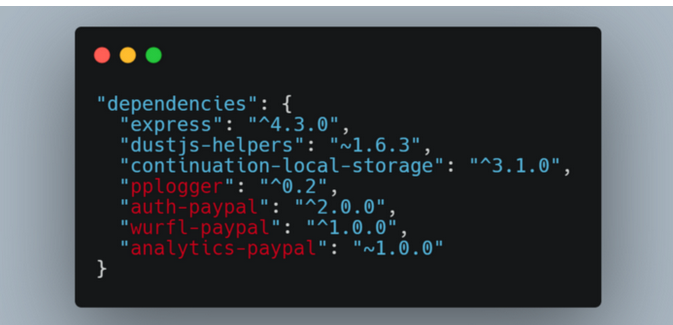 "dependencies": {
"express": "^4.3.0",
"dustjs-helpers": "~1.6.3",
"continuation-local-storage": "^3.1.0",
"pplogger": "^0.2",
"auth-paypal": "^2.0.0",
"wurfl-paypal": "^1.0.0",
"analytics-paypal": "~1.0.0"
}